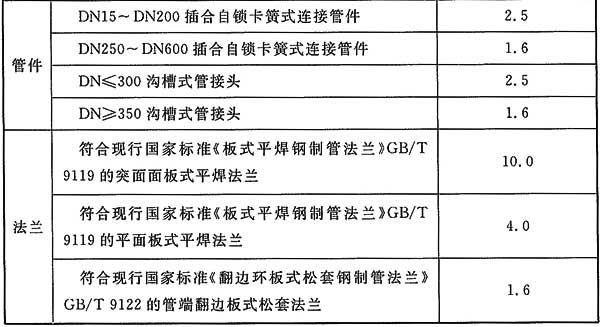 管件
DN15～DN200 插合自锁卡簧式连接管件 2.5
DN250～DN600 插合自锁卡簧式连接管件 1.6
DN≤300 沟槽式管接头 2.5
DN≥350 沟槽式管接头 1.6
法兰
符合现行国家标准《板式平焊钢制管法兰》GB/T
9119 的突面面板式平焊法兰 10.0
符合现行国家标准《板式平焊钢制管法兰》GB/T
9119 的平面板式平焊法兰 4.0
符合现行国家标准《翻边环板式松套钢制管法兰》
GB/T 9122 的管端翻边板式松套法兰 1.6